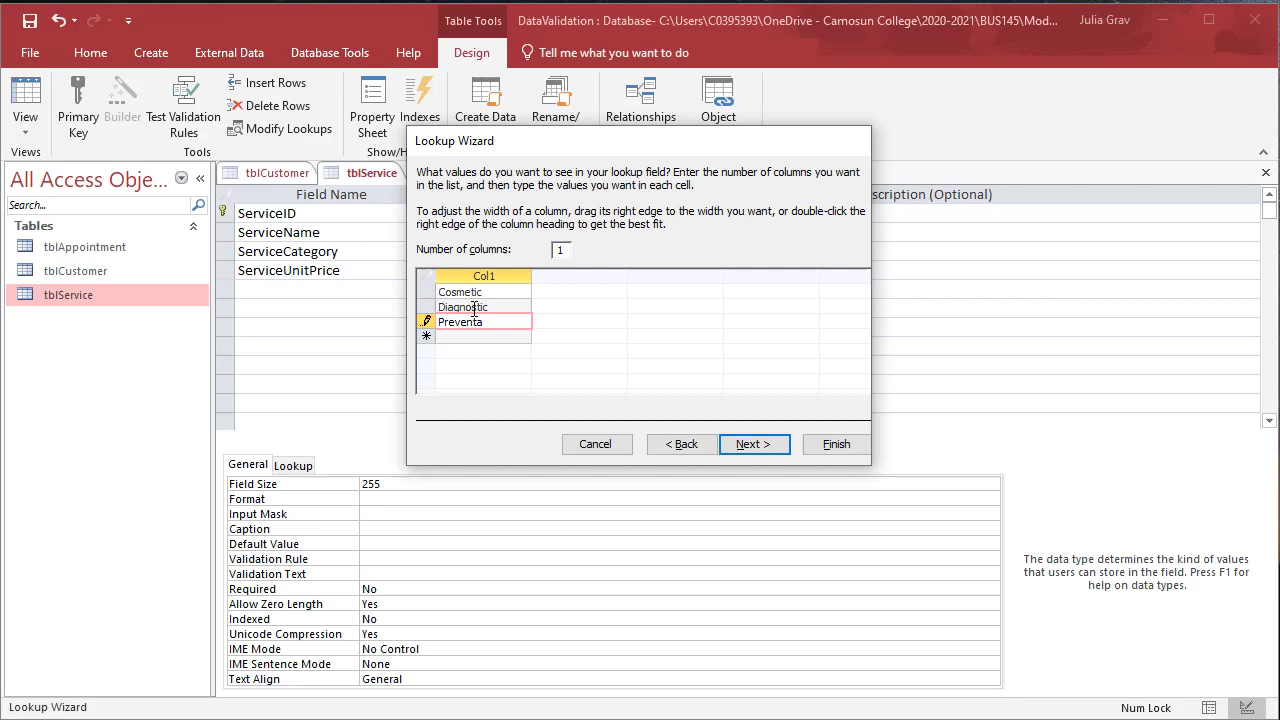 Table Tools
DataValidation : Database- C:\Users\C0395393\OneDrive - Camosun College\2020-2021\BUS145\Mod...
Julia Grav
File
Home
Create
External Data
Database Tools
Help
Design
Tell me what you want to do
View
Primary
Key
Builder
Test Validation
Rules
Insert Rows
Delete Rows
Modify Lookups
Property
Sheet
Indexes
Create Data
Rename/
Relationships
Object
Views
Tools
Show/H
All Access Obje...
Search...
Tables
tblAppointment
tblCustomer
tblService
tblCustomer
tblService
Field Name
scription (Optional)
ServiceID
ServiceName
ServiceCategory
ServiceUnitPrice
Lookup Wizard
What values do you want to see in your lookup field? Enter the number of columns you want
in the list, and then type the values you want in each cell.
To adjust the width of a column, drag its right edge to the width you want, or double-click the
right edge of the column heading to get the best fit.
Number of columns:
1
Col1
Cosmetic
Diagnostic
Preventa
Cancel
< Back
Next >
Finish
General
Lookup
Field Size
255
Format
Input Mask
Caption
Default Value
Validation Rule
Validation Text
Required
No
Allow Zero Length
Yes
Indexed
No
Unicode Compression
Yes
IME Mode
No Control
IME Sentence Mode
None
Text Align
General
The data type determines the kind of values
that users can store in the field. Press F1 for
help on data types.
Lookup Wizard
Num Lock